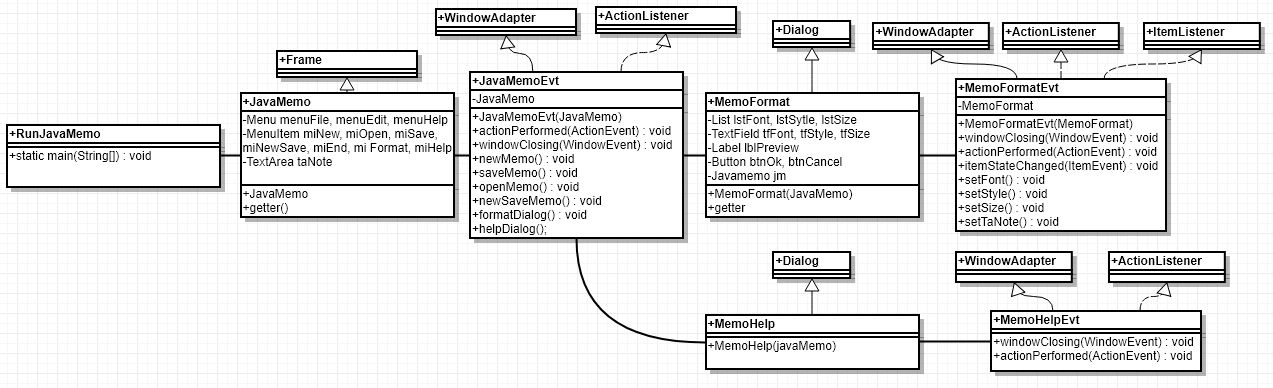 +RunJavaMemo
+static main(String[]) : void
+Frame
+JavaMemo
-Menu menuFile, menuEdit, menuHelp
-MenuItem miNew, miOpen, miSave,
miNewSave, miEnd, mi Format, miHelp
-TextArea taNote
+JavaMemo
+getter()
+WindowAdapter
+ActionListener
+JavaMemoEvt
-JavaMemo
+JavaMemoEvt(JavaMemo)
+actionPerformed(ActionEvent) : void
+windowClosing(WindowEvent) : void
+newMemo() : void
+saveMemo() : void
+openMemo() : void
+newSaveMemo() : void
+formatDialog() : void
+helpDialog();
+Dialog
+MemoFormat
-List lstFont, lstSytle, lstSize
-TextField tfFont, tfStyle, tfSize
-Label lblPreview
-Button btnOk, btnCancel
-Javamemo jm
+MemoFormat(JavaMemo)
+getter
+WindowAdapter
+ActionListener
+ItemListener
+MemoFormatEvt
-MemoFormat
+MemoFormatEvt(MemoFormat)
+windowClosing(WindowEvent) : void
+actionPerformed(ActionEvent) : void
+itemStateChanged(ItemEvent) : void
+setFont() : void
+setStyle() : void
+setSize() : void
+setTaNote() : void
+Dialog
+MemoHelp
+MemoHelp(javaMemo)
+WindowAdapter
+ActionListener
+MemoHelpEvt
+windowClosing(WindowEvent) : void
+actionPerformed(ActionEvent) : void